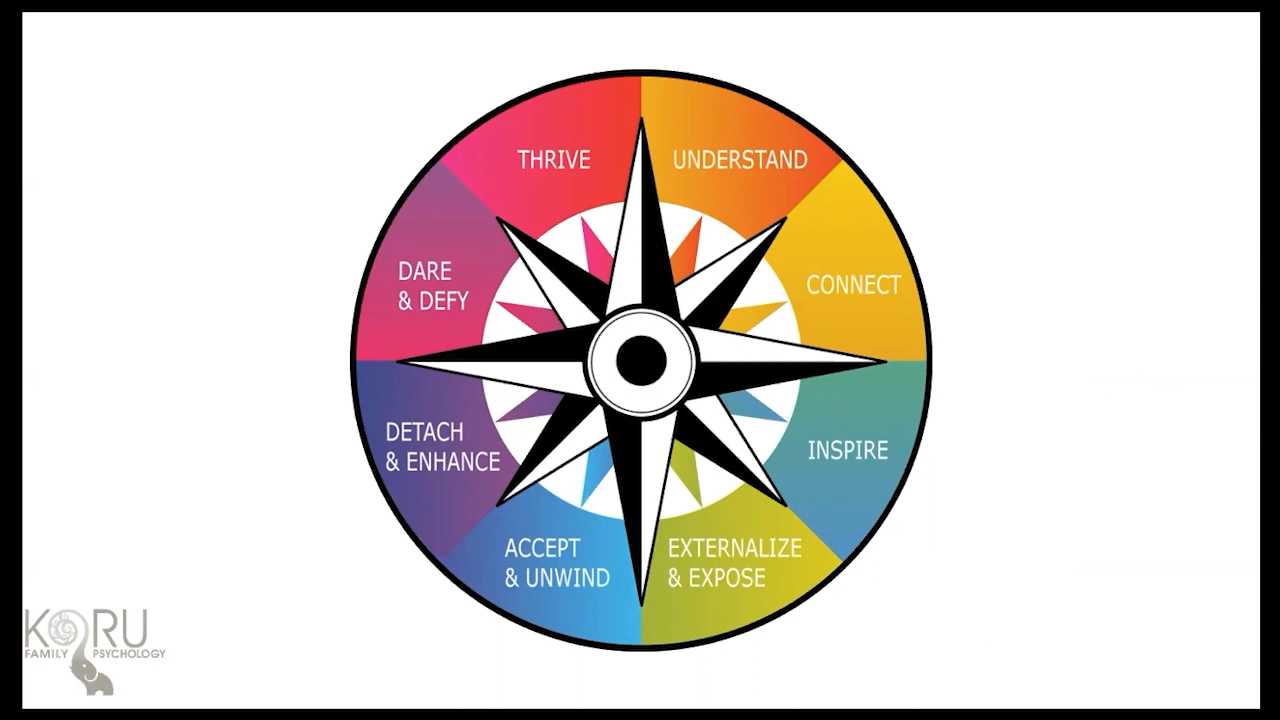 THRIVE
UNDERSTAND
CONNECT
INSPIRE
EXTERNALIZE
& EXPOSE
ACCEPT
& UNWIND
DETACH
& ENHANCE
DARE
& DEFY
KORU
FAMILY PSYCHOLOGY